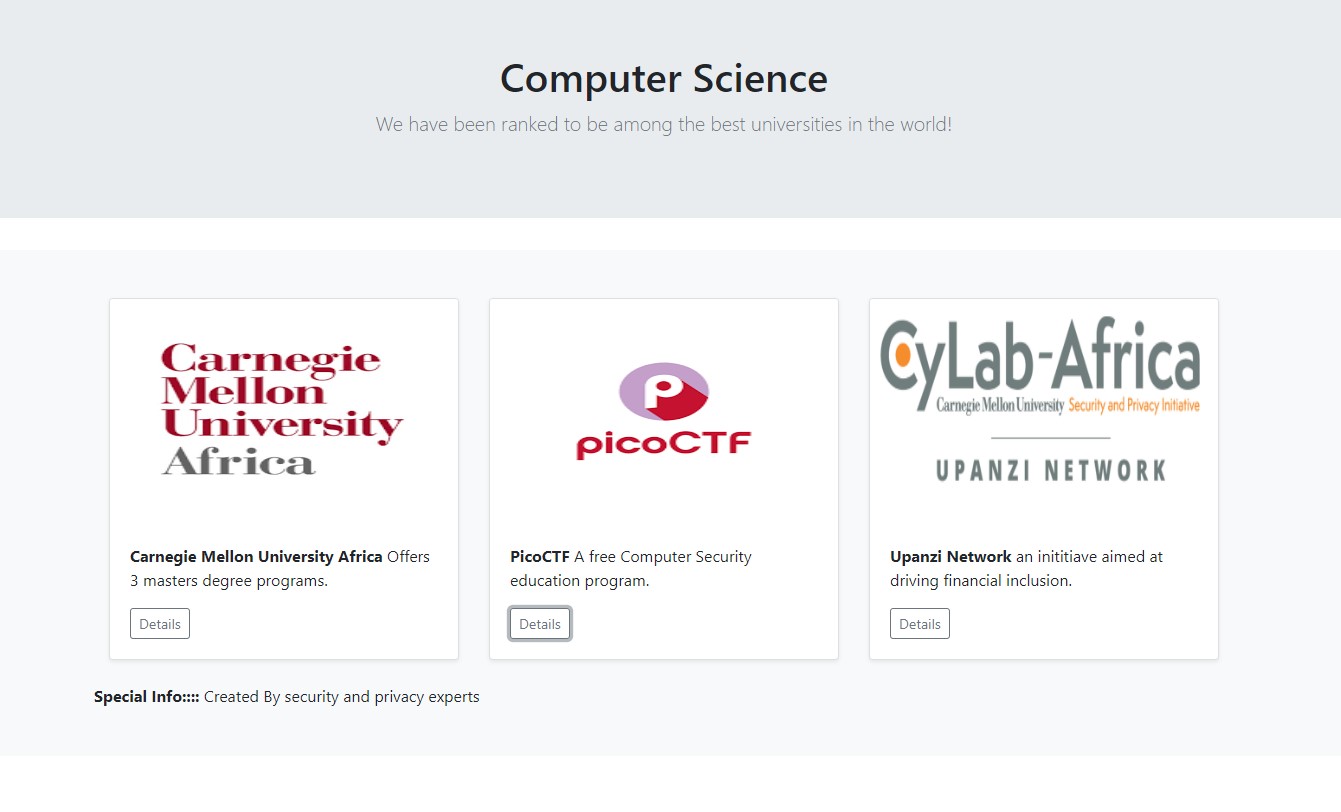 Computer Science
We have been ranked to be among the best universities in the world!
Carnegie
Mellon
University
Africa
Carnegie Mellon University Africa Offers
3 masters degree programs.
Details
P
picoCTF
PicoCTF A free Computer Security
education program.
Details
CyLab-Africa
Carnegie Mellon University Security and Privacy Initiative
UPANZI NETWORK
Upanzi Network an inititiave aimed at
driving financial inclusion.
Details
Special Info:::: Created By security and privacy experts